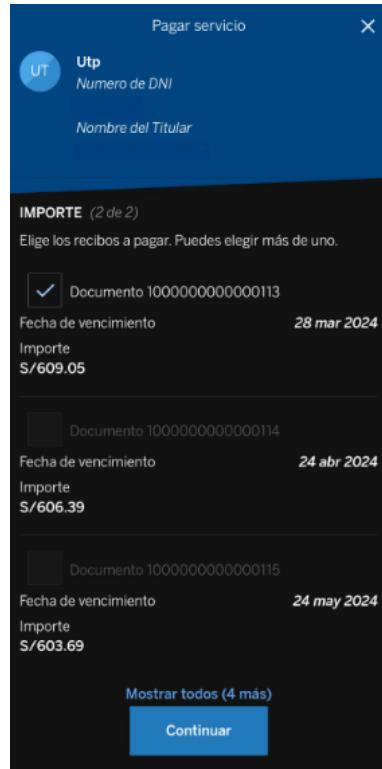 Pagar servicio
UT
Utp
Numero de DNI
Nombre del Titular
IMPORTE (2 de 2)
Elige los recibos a pagar. Puedes elegir más de uno.
Documento 1000000000000113
Fecha de vencimiento 28 mar 2024
Importe
S/609.05
Documento 1000000000000114
Fecha de vencimiento 24 abr 2024
Importe
S/606.39
Documento 1000000000000115
Fecha de vencimiento 24 may 2024
Importe
S/603.69
Mostrar todos (4 más)
Continuar